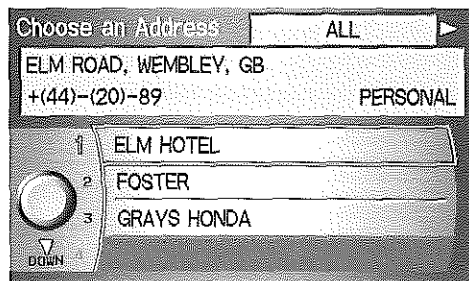 Choose an Address ALL
ELM ROAD, WEMBLEY, GB
+(44)-(20)-89 PERSONAL
1 ELM HOTEL
2 FOSTER
3 GRAYS HONDA
DOWN 4